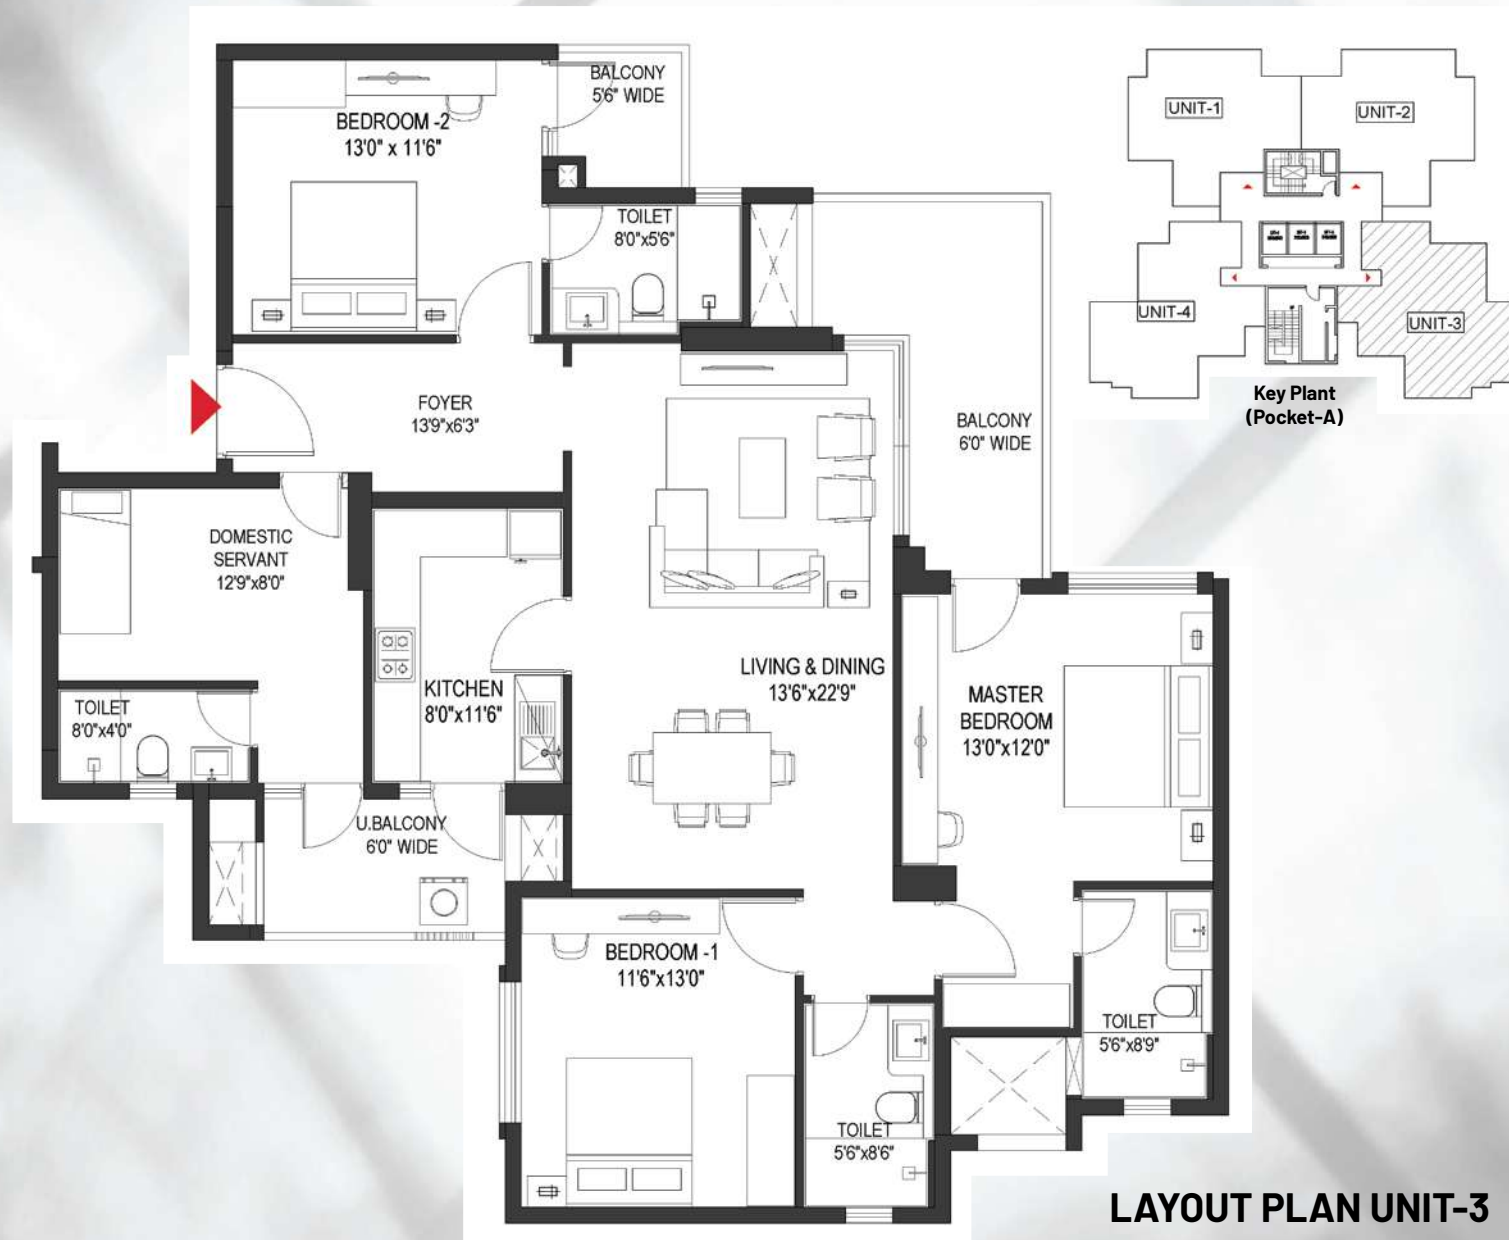 BALCONY
5'6" WIDE
BEDROOM -2
13'0" x 11'6"
TOILET
8'0"x5'6"
FOYER
13'9"x6'3"
BALCONY
6'0" WIDE
DOMESTIC
SERVANT
12'9"x8'0"
LIVING & DINING
13'6"x22'9"
KITCHEN
8'0"x11'6"
MASTER
BEDROOM
13'0"x12'0"
TOILET
8'0"x4'0"
U.BALCONY
6'0" WIDE
BEDROOM -1
11'6"x13'0"
TOILET
5'6"x8'9"
TOILET
5'6"x8'6"
UNIT-1
UNIT-2
UNIT-4
UNIT-3
Key Plant
(Pocket-A)
LAYOUT PLAN UNIT-3